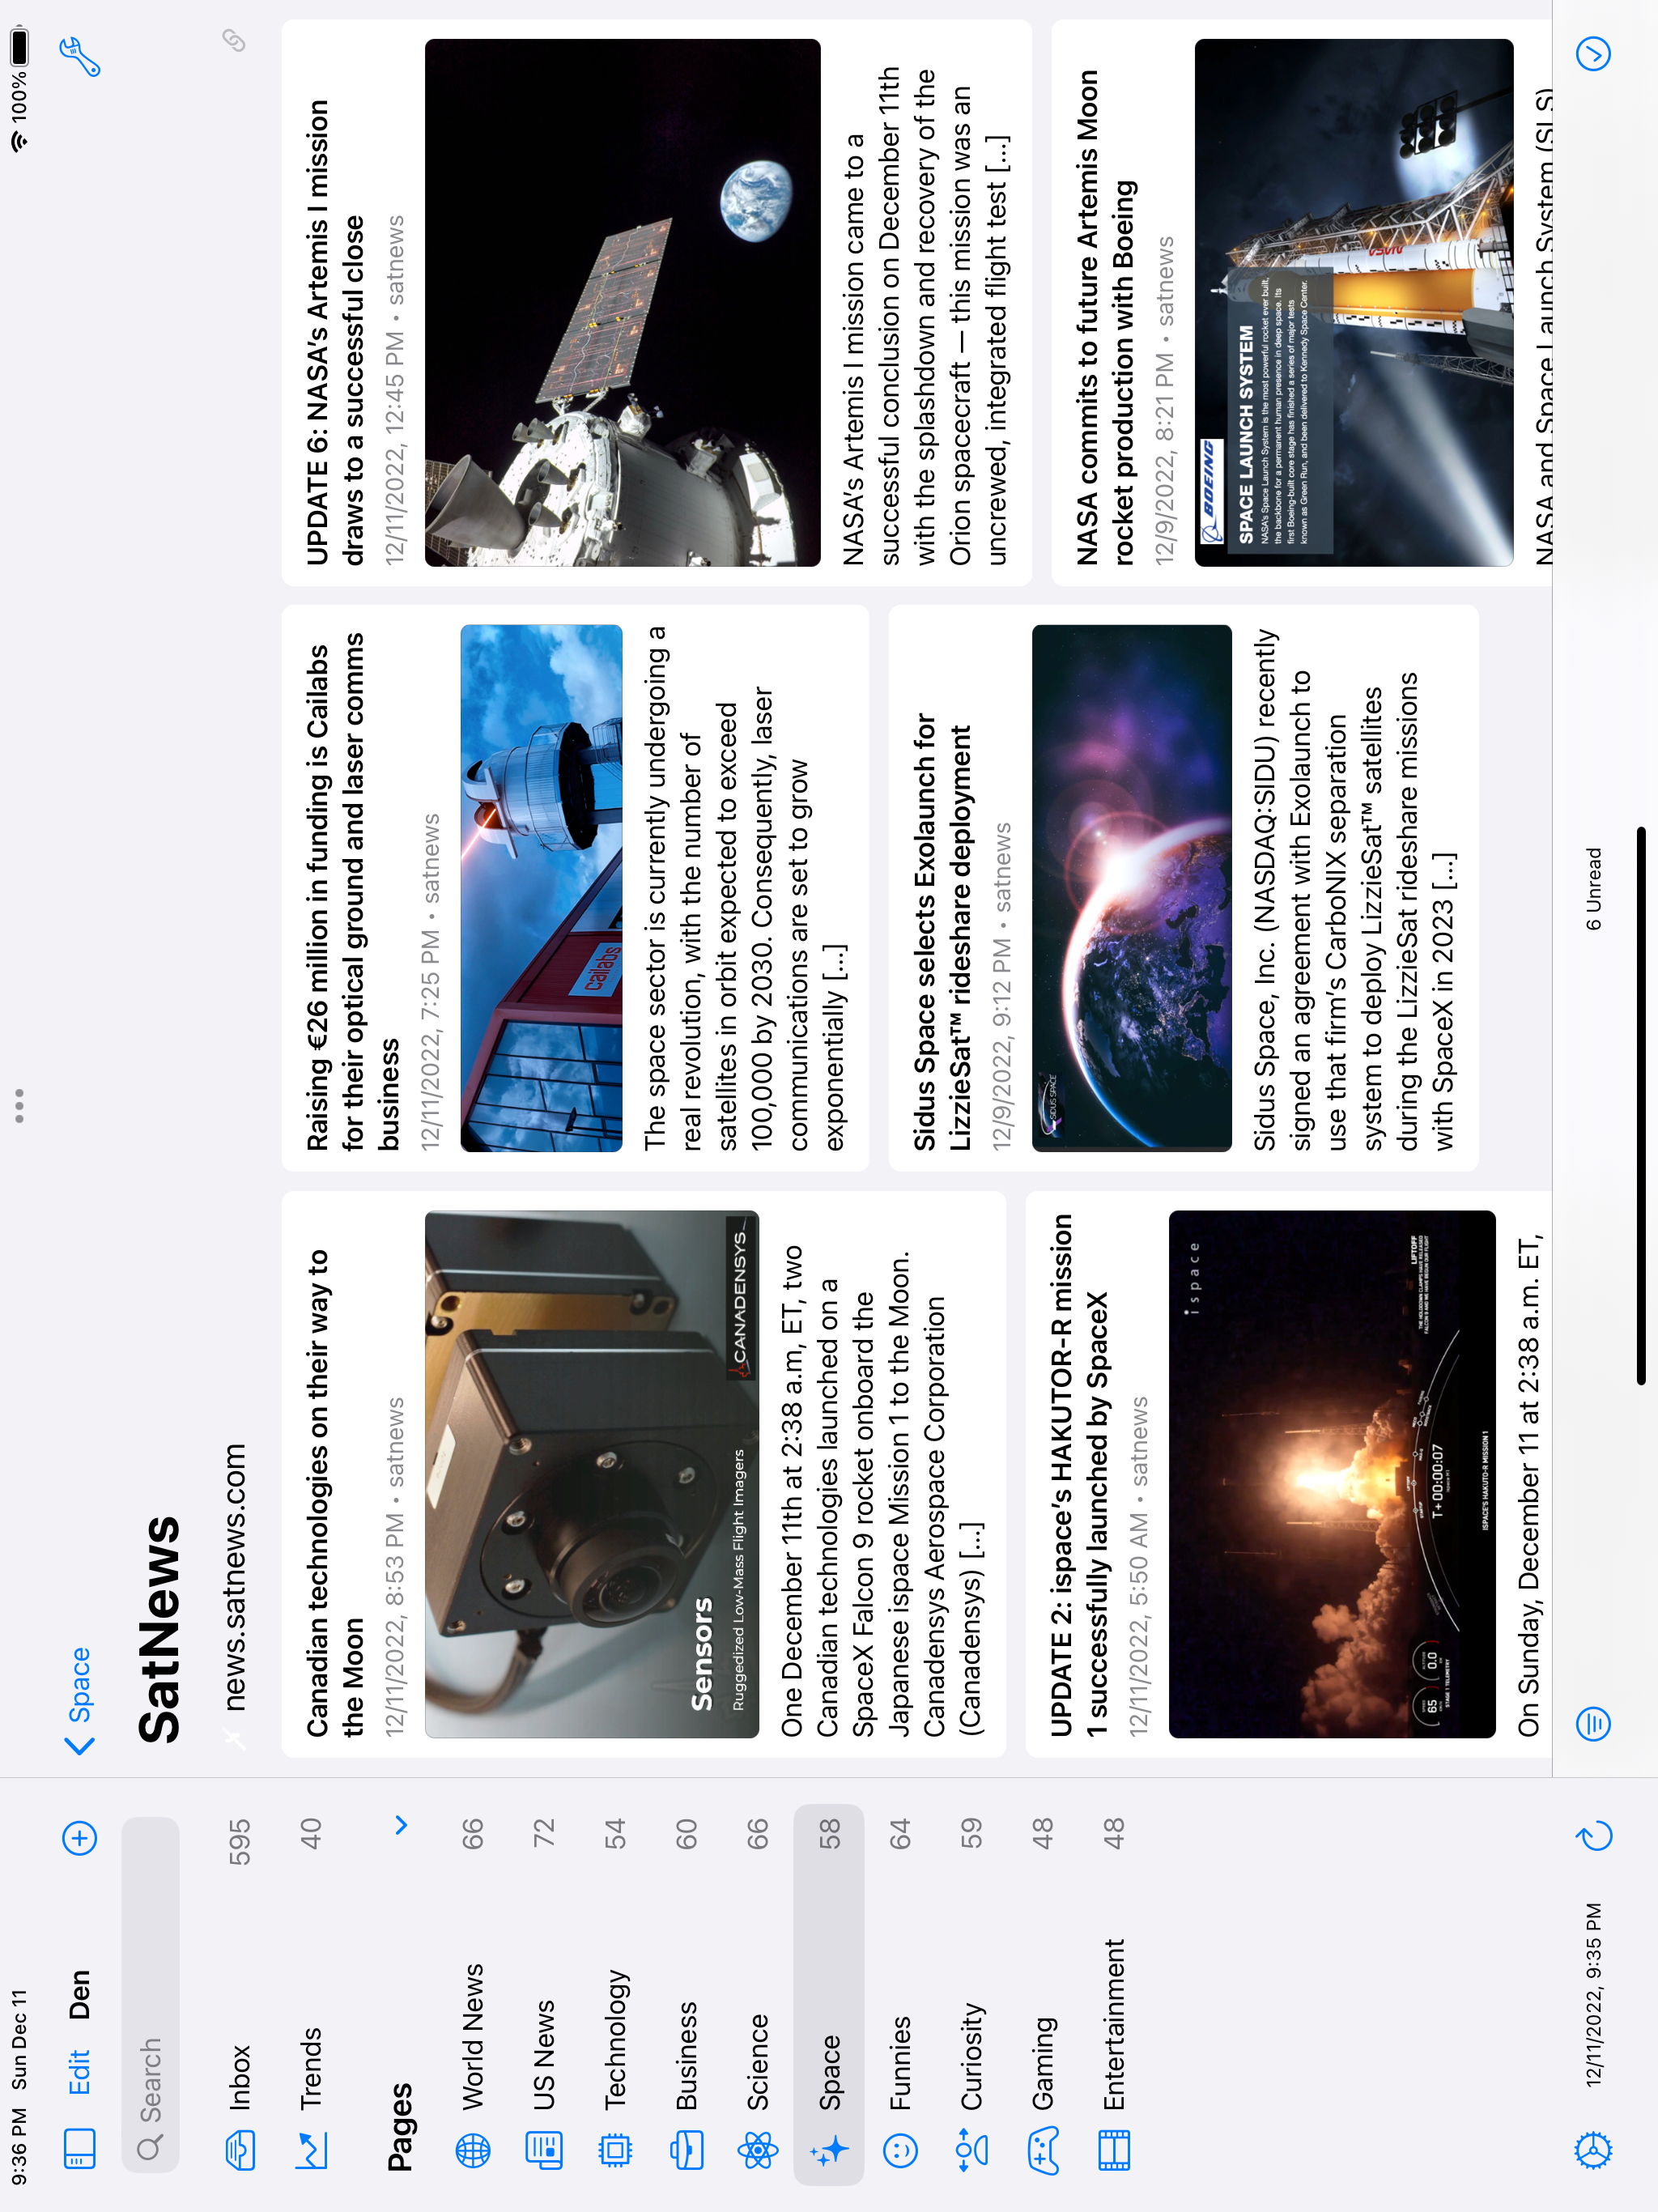 9:36 PM Sun Dec 11
100%
Edit
Den
Search
Inbox 595
Trends 40
Pages
World News 66
US News 72
Technology 54
Business 60
Science 66
Space 58
Funnies 64
Curiosity 59
Gaming 48
Entertainment 48
12/11/2022, 9:35 PM
Space
SatNews
news.satnews.com
Canadian technologies on their way to
the Moon
12/11/2022, 8:53 PM • satnews
Sensors
Ruggedized Low-Mass Flight Imagers
CANADENSYS
One December 11th at 2:38 a.m, ET, two
Canadian technologies launched on a
SpaceX Falcon 9 rocket onboard the
Japanese ispace Mission 1 to the Moon.
Canadensys Aerospace Corporation
(Canadensys) [...]
UPDATE 2: ispace's HAKUTOR-R mission
1 successfully launched by SpaceX
12/11/2022, 5:50 AM • satnews
ispace
LIFTOFF
T+00:00:07
65
0.0
STAGE 1 TELEMETRY
ISPACE'S HAKUTO-R MISSION 1
On Sunday, December 11 at 2:38 a.m. ET,
Raising €26 million in funding is Cailabs
for their optical ground and laser comms
business
12/11/2022, 7:25 PM • satnews
cailabs
The space sector is currently undergoing a
real revolution, with the number of
satellites in orbit expected to exceed
100,000 by 2030. Consequently, laser
communications are set to grow
exponentially [...]
Sidus Space selects Exolaunch for
LizzieSat™ rideshare deployment
12/9/2022, 9:12 PM • satnews
SIDUS SPACE
Sidus Space, Inc. (NASDAQ:SIDU) recently
signed an agreement with Exolaunch to
use that firm's CarboNIX separation
system to deploy LizzieSat™ satellites
during the LizzieSat rideshare missions
with SpaceX in 2023 [...]
UPDATE 6: NASA's Artemis I mission
draws to a successful close
12/11/2022, 12:45 PM • satnews
NASA's Artemis I mission came to a
successful conclusion on December 11th
with the splashdown and recovery of the
Orion spacecraft — this mission was an
uncrewed, integrated flight test [...]
NASA commits to future Artemis Moon
rocket production with Boeing
12/9/2022, 8:21 PM • satnews
BOEING
SPACE LAUNCH SYSTEM
NASA's Space Launch System is the most powerful rocket ever built,
the backbone for a permanent human presence in deep space. Its
first Boeing-built core stage has finished a series of major tests
known as Green Run, and been delivered to Kennedy Space Center.
NASA and Space Launch System (SLS)
6 Unread